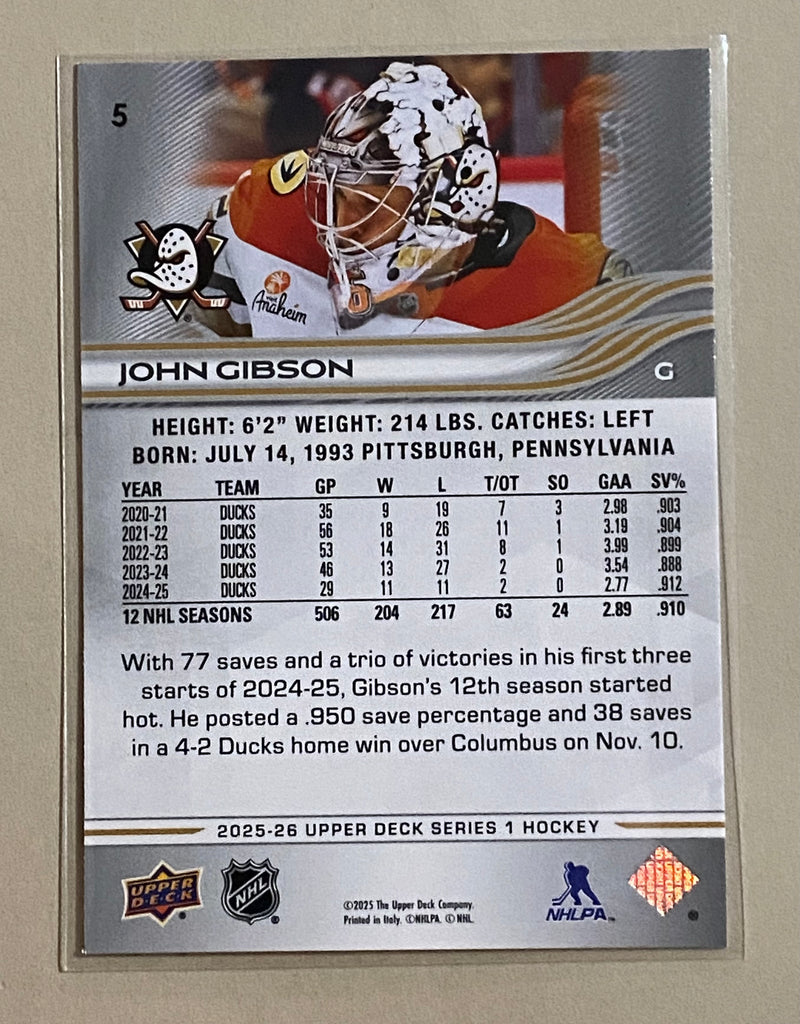 5
visit
Anaheim
JOHN GIBSON G
HEIGHT: 6'2" WEIGHT: 214 LBS. CATCHES: LEFT
BORN: JULY 14, 1993 PITTSBURGH, PENNSYLVANIA
YEAR TEAM GP W L T/OT SO GAA SV%
2020-21 DUCKS 35 9 19 7 3 2.98 .903
2021-22 DUCKS 56 18 26 11 1 3.19 .904
2022-23 DUCKS 53 14 31 8 1 3.99 .899
2023-24 DUCKS 46 13 27 2 0 3.54 .888
2024-25 DUCKS 29 11 11 2 0 2.77 .912
12 NHL SEASONS 506 204 217 63 24 2.89 .910
With 77 saves and a trio of victories in his first three
starts of 2024-25, Gibson's 12th season started
hot. He posted a .950 save percentage and 38 saves
in a 4-2 Ducks home win over Columbus on Nov. 10.
2025-26 UPPER DECK SERIES 1 HOCKEY
UPPER
D·E·C·K ®
NHL ®
©2025 The Upper Deck Company.
Printed in Italy. ©NHLPA. ©NHL.
NHLPA™
®